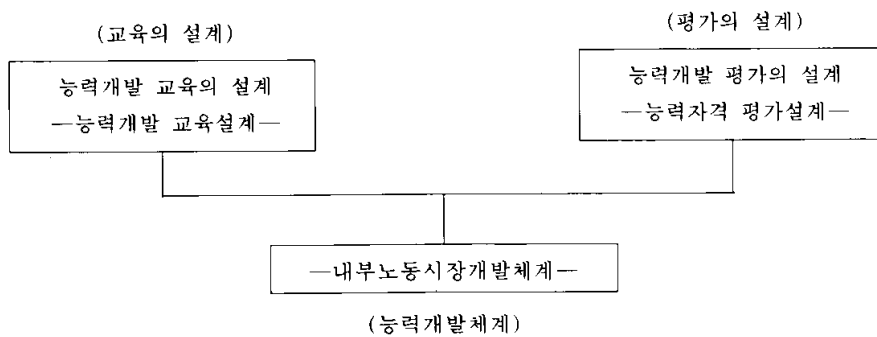 (교육의 설계)
능력개발 교육의 설계
—능력개발 교육설계—
(평가의 설계)
능력개발 평가의 설계
—능력자격 평가설계—
—내부노동시장개발체계—
(능력개발체계)